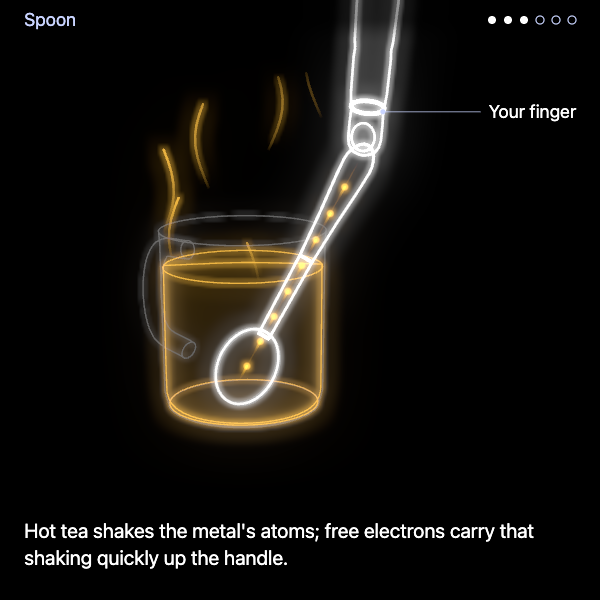 Spoon
Your finger
Hot tea shakes the metal's atoms; free electrons carry that
shaking quickly up the handle.